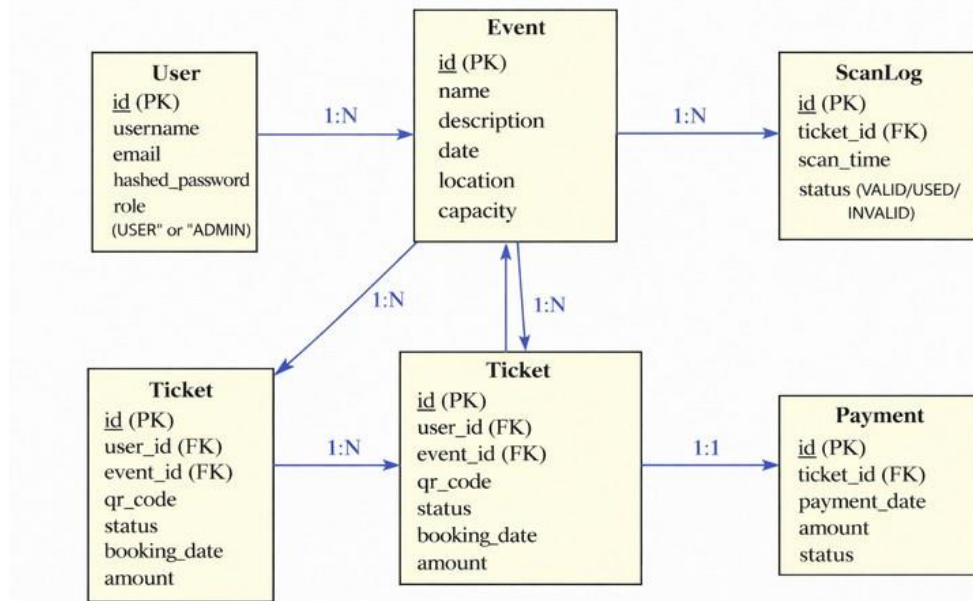 User
id (PK)
username
email
hashed_password
role
(USER" or "ADMIN)
1:N
Event
id (PK)
name
description
date
location
capacity
1:N
ScanLog
id (PK)
ticket_id (FK)
scan_time
status (VALID/USED/
INVALID)
1:N
1:N
Ticket
id (PK)
user_id (FK)
event_id (FK)
qr_code
status
booking_date
amount
1:N
Ticket
id (PK)
user_id (FK)
event_id (FK)
qr_code
status
booking_date
amount
1:1
Payment
id (PK)
ticket_id (FK)
payment_date
amount
status